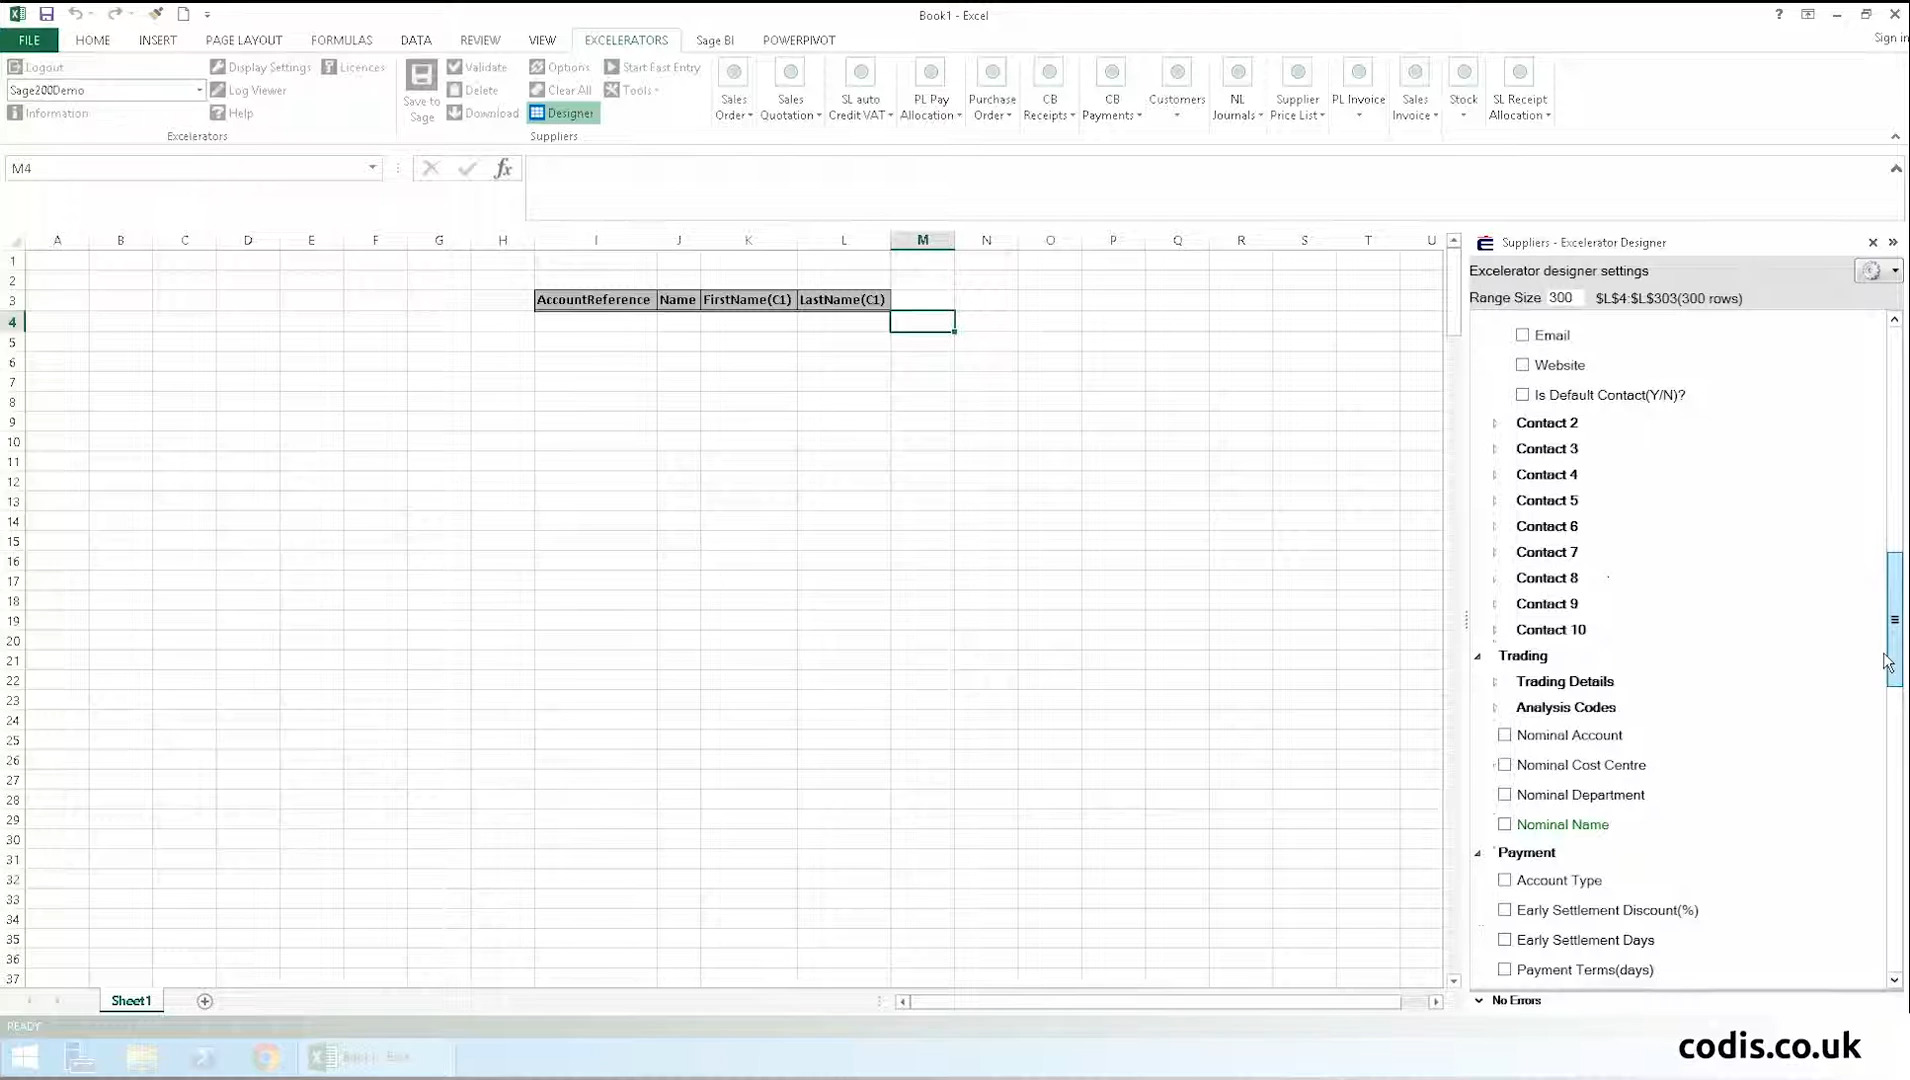 Book1 - Excel
?
Sign in
FILE HOME INSERT PAGE LAYOUT FORMULAS DATA REVIEW VIEW EXCELERATORS Sage BI POWERPIVOT
Logout Display Settings Licences
Sage200Demo Log Viewer
Information Help
Excelerators
Save to Sage
Validate Options Start Fast Entry
Delete Clear All Tools
Download Designer
Suppliers
Sales Order
Sales Quotation
SL auto Credit VAT
PL Pay Allocation
Purchase Order
CB Receipts
CB Payments
Customers
NL Journals
Supplier Price List
PL Invoice
Sales Invoice
Stock
SL Receipt Allocation
M4
fx
A B C D E F G H I J K L M N O P Q R S T U
1
2
3 AccountReference Name FirstName(C1) LastName(C1)
4
5
6
7
8
9
10
11
12
13
14
15
16
17
18
19
20
21
22
23
24
25
26
27
28
29
30
31
32
33
34
35
36
37
Suppliers - Excelerator Designer
Excelerator designer settings
Range Size 300 $L$4:$L$303(300 rows)
Email
Website
Is Default Contact(Y/N)?
Contact 2
Contact 3
Contact 4
Contact 5
Contact 6
Contact 7
Contact 8
Contact 9
Contact 10
Trading
Trading Details
Analysis Codes
Nominal Account
Nominal Cost Centre
Nominal Department
Nominal Name
Payment
Account Type
Early Settlement Discount(%)
Early Settlement Days
Payment Terms(days)
No Errors
Sheet1
READY
codis.co.uk